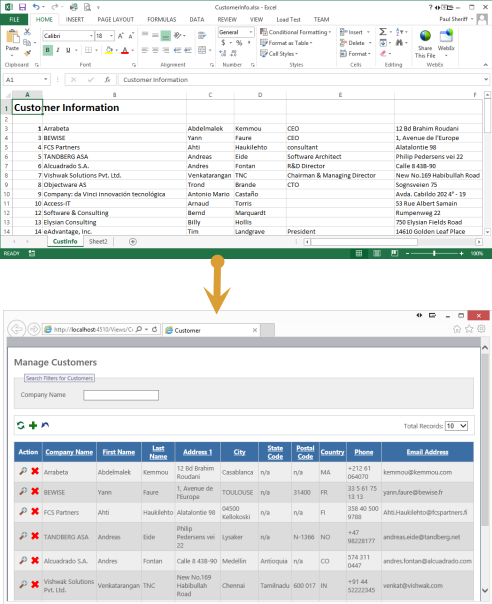 CustomerInfo.xlsx - Excel
FILE HOME INSERT PAGE LAYOUT FORMULAS DATA REVIEW VIEW Load Test TEAM Paul Sheriff
Calibri 18 General Conditional Formatting Insert
Paste B I U $ % Format as Table Delete Share WebEx
Cell Styles Format This File
Clipboard Font Alignment Number Styles Cells Editing WebEx
A1 fx Customer Information
A B C D E F
1 Customer Information
2
3 1 Arrabeta Abdelmalek Kemmou CEO 12 Bd Brahim Roudani
4 3 BEWISE Yann Faure CEO 1, Avenue de l'Europe
5 4 FCS Partners Ahti Haukilehto consultant Alatalontie 98
6 5 TANDBERG ASA Andreas Eide Software Architect Philip Pedersens vei 22
7 6 Alcuadrado S.A. Andres Fontan R&D Director Calle 8 43B-90
8 7 Vishwak Solutions Pvt. Ltd. Venkatarangan TNC Chairman & Managing Director New No.169 Habibullah Road
9 8 Objectware AS Trond Brande CTO Sognsveien 75
10 9 Company: da Vinci innovación tecnológica Antonio Mario Castaño Avda. Cabildo 202 4º - 19
11 10 Access-IT Arnaud Torris 53 Rue Albert Samain
12 12 Software & Consulting Bernd Marquardt Rumpenweg 22
13 13 Elysian Consulting Billy Hollis 750 Elysian Fields Road
14 14 eAdvantage, Inc. Tim Landgrave President 14610 Golden Leaf Place
CustInfo Sheet2
READY 100%
http://localhost:4510/Views/Cu Customer
Manage Customers
Search Filters for Customers
Company Name
Total Records: 10
Action Company Name First Name Last Name Address 1 City State Code Postal Code Country Phone Email Address
Arrabeta Abdelmalek Kemmou 12 Bd Brahim Roudani Casablanca n/a n/a MA +212 61 064070 kemmou@kemmou.com
BEWISE Yann Faure 1, Avenue de l'Europe TOULOUSE n/a 31400 FR 33 5 61 75 13 13 yann.faure@bewise.fr
FCS Partners Ahti Haukilehto Alatalontie 98 04500 Kellokoski n/a n/a FI 358 40 500 9788 Ahti.Haukilehto@fcspartners.fi
TANDBERG ASA Andreas Eide Philip Pedersens vei 22 Lysaker n/a N-1366 NO +47 98228177 andreas.eide@tandberg.net
Alcuadrado S.A. Andres Fontan Calle 8 43B-90 Medellin Antioquia n/a CO 574 311 0447 andres.fontan@alcuadrado.com
Vishwak Solutions Pvt. Ltd. Venkatarangan TNC New No.169 Habibullah Road Chennai Tamilnadu 600 017 IN +91 44 52222345 venkat@vishwak.com